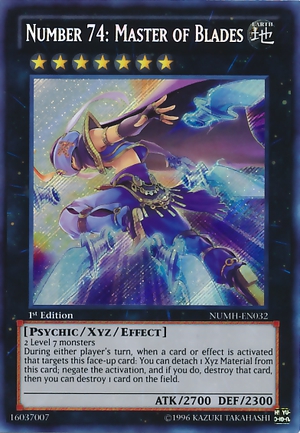 NUMBER 74: MASTER OF BLADES
EARTH
地
1st Edition
NUMH-EN032
[PSYCHIC/XYZ/EFFECT]
2 Level 7 monsters
During either player's turn, when a card or effect is activated
that targets this face-up card: You can detach 1 Xyz Material from
this card; negate the activation, and if you do, destroy that card,
then you can destroy 1 card on the field.
ATK/2700 DEF/2300
16037007
©1996 KAZUKI TAKAHASHI